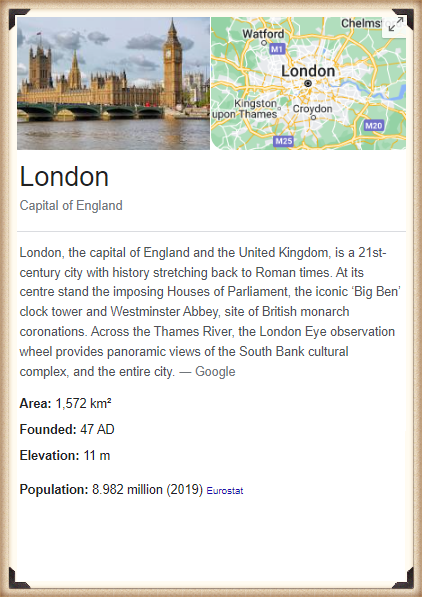 Chelms
Watford
M1
London
Kingston
upon Thames
Croydon
M20
M25
London
Capital of England
London, the capital of England and the United Kingdom, is a 21st-
century city with history stretching back to Roman times. At its
centre stand the imposing Houses of Parliament, the iconic ‘Big Ben’
clock tower and Westminster Abbey, site of British monarch
coronations. Across the Thames River, the London Eye observation
wheel provides panoramic views of the South Bank cultural
complex, and the entire city. — Google
Area: 1,572 km²
Founded: 47 AD
Elevation: 11 m
Population: 8.982 million (2019) Eurostat